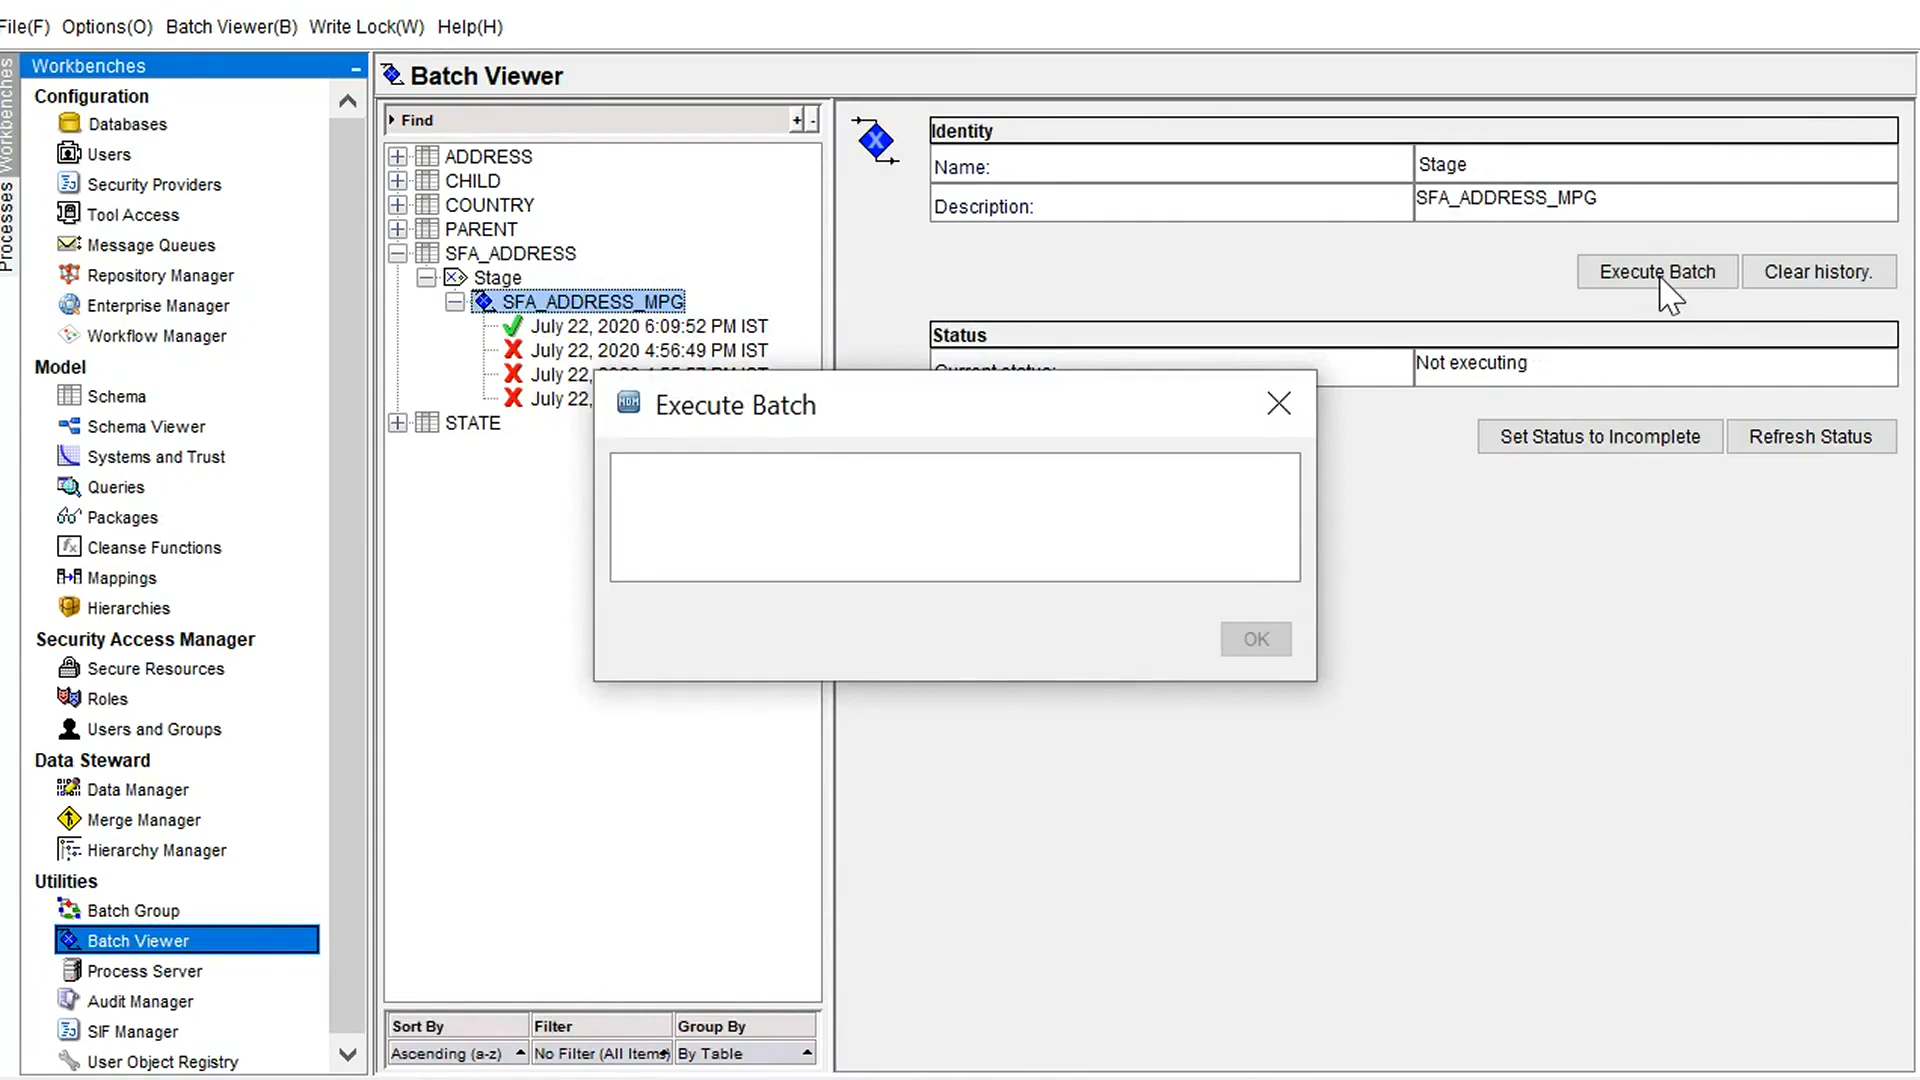 File(F) Options(O) Batch Viewer(B) Write Lock(W) Help(H)
Workbenches
Processes
Workbenches
Configuration
Databases
Users
Security Providers
Tool Access
Message Queues
Repository Manager
Enterprise Manager
Workflow Manager
Model
Schema
Schema Viewer
Systems and Trust
Queries
Packages
Cleanse Functions
Mappings
Hierarchies
Security Access Manager
Secure Resources
Roles
Users and Groups
Data Steward
Data Manager
Merge Manager
Hierarchy Manager
Utilities
Batch Group
Batch Viewer
Process Server
Audit Manager
SIF Manager
User Object Registry
Batch Viewer
Find
+ -
ADDRESS
CHILD
COUNTRY
PARENT
SFA_ADDRESS
Stage
SFA_ADDRESS_MPG
July 22, 2020 6:09:52 PM IST
July 22, 2020 4:56:49 PM IST
July 22,
July 22,
STATE
Sort By Filter Group By
Ascending (a-z) No Filter (All Items) By Table
Identity
Name: Stage
Description: SFA_ADDRESS_MPG
Execute Batch Clear history.
Status
Current status: Not executing
Set Status to Incomplete Refresh Status
MDM Execute Batch
OK